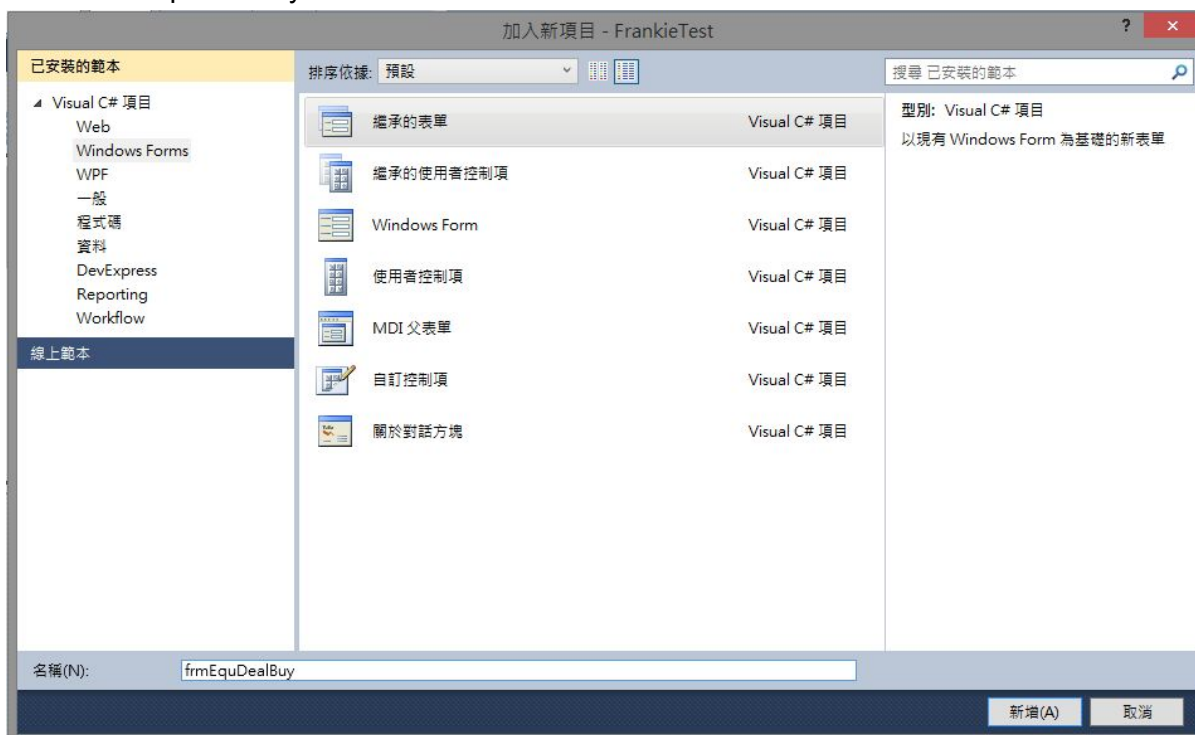 加入新項目 - FrankieTest
?
已安裝的範本
排序依據: 預設
搜尋 已安裝的範本
Visual C# 項目
Web
Windows Forms
WPF
一般
程式碼
資料
DevExpress
Reporting
Workflow
線上範本
繼承的表單 Visual C# 項目
繼承的使用者控制項 Visual C# 項目
Windows Form Visual C# 項目
使用者控制項 Visual C# 項目
MDI 父表單 Visual C# 項目
自訂控制項 Visual C# 項目
關於對話方塊 Visual C# 項目
型別: Visual C# 項目
以現有 Windows Form 為基礎的新表單
名稱(N): frmEquDealBuy
新增(A) 取消